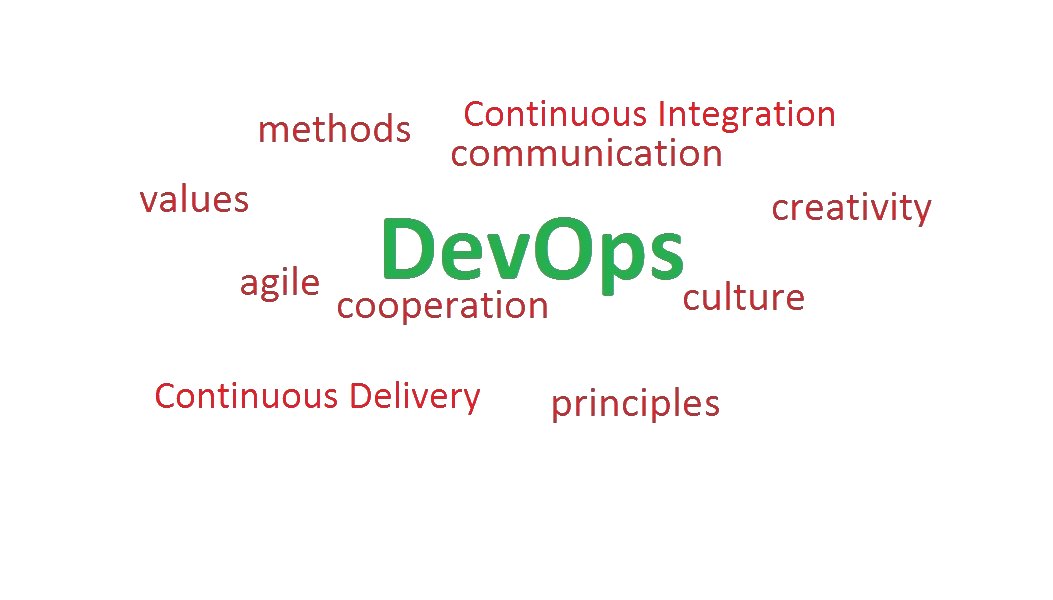 Continuous Integration
methods
communication
values
creativity
DevOps
agile
culture
cooperation
Continuous Delivery
principles